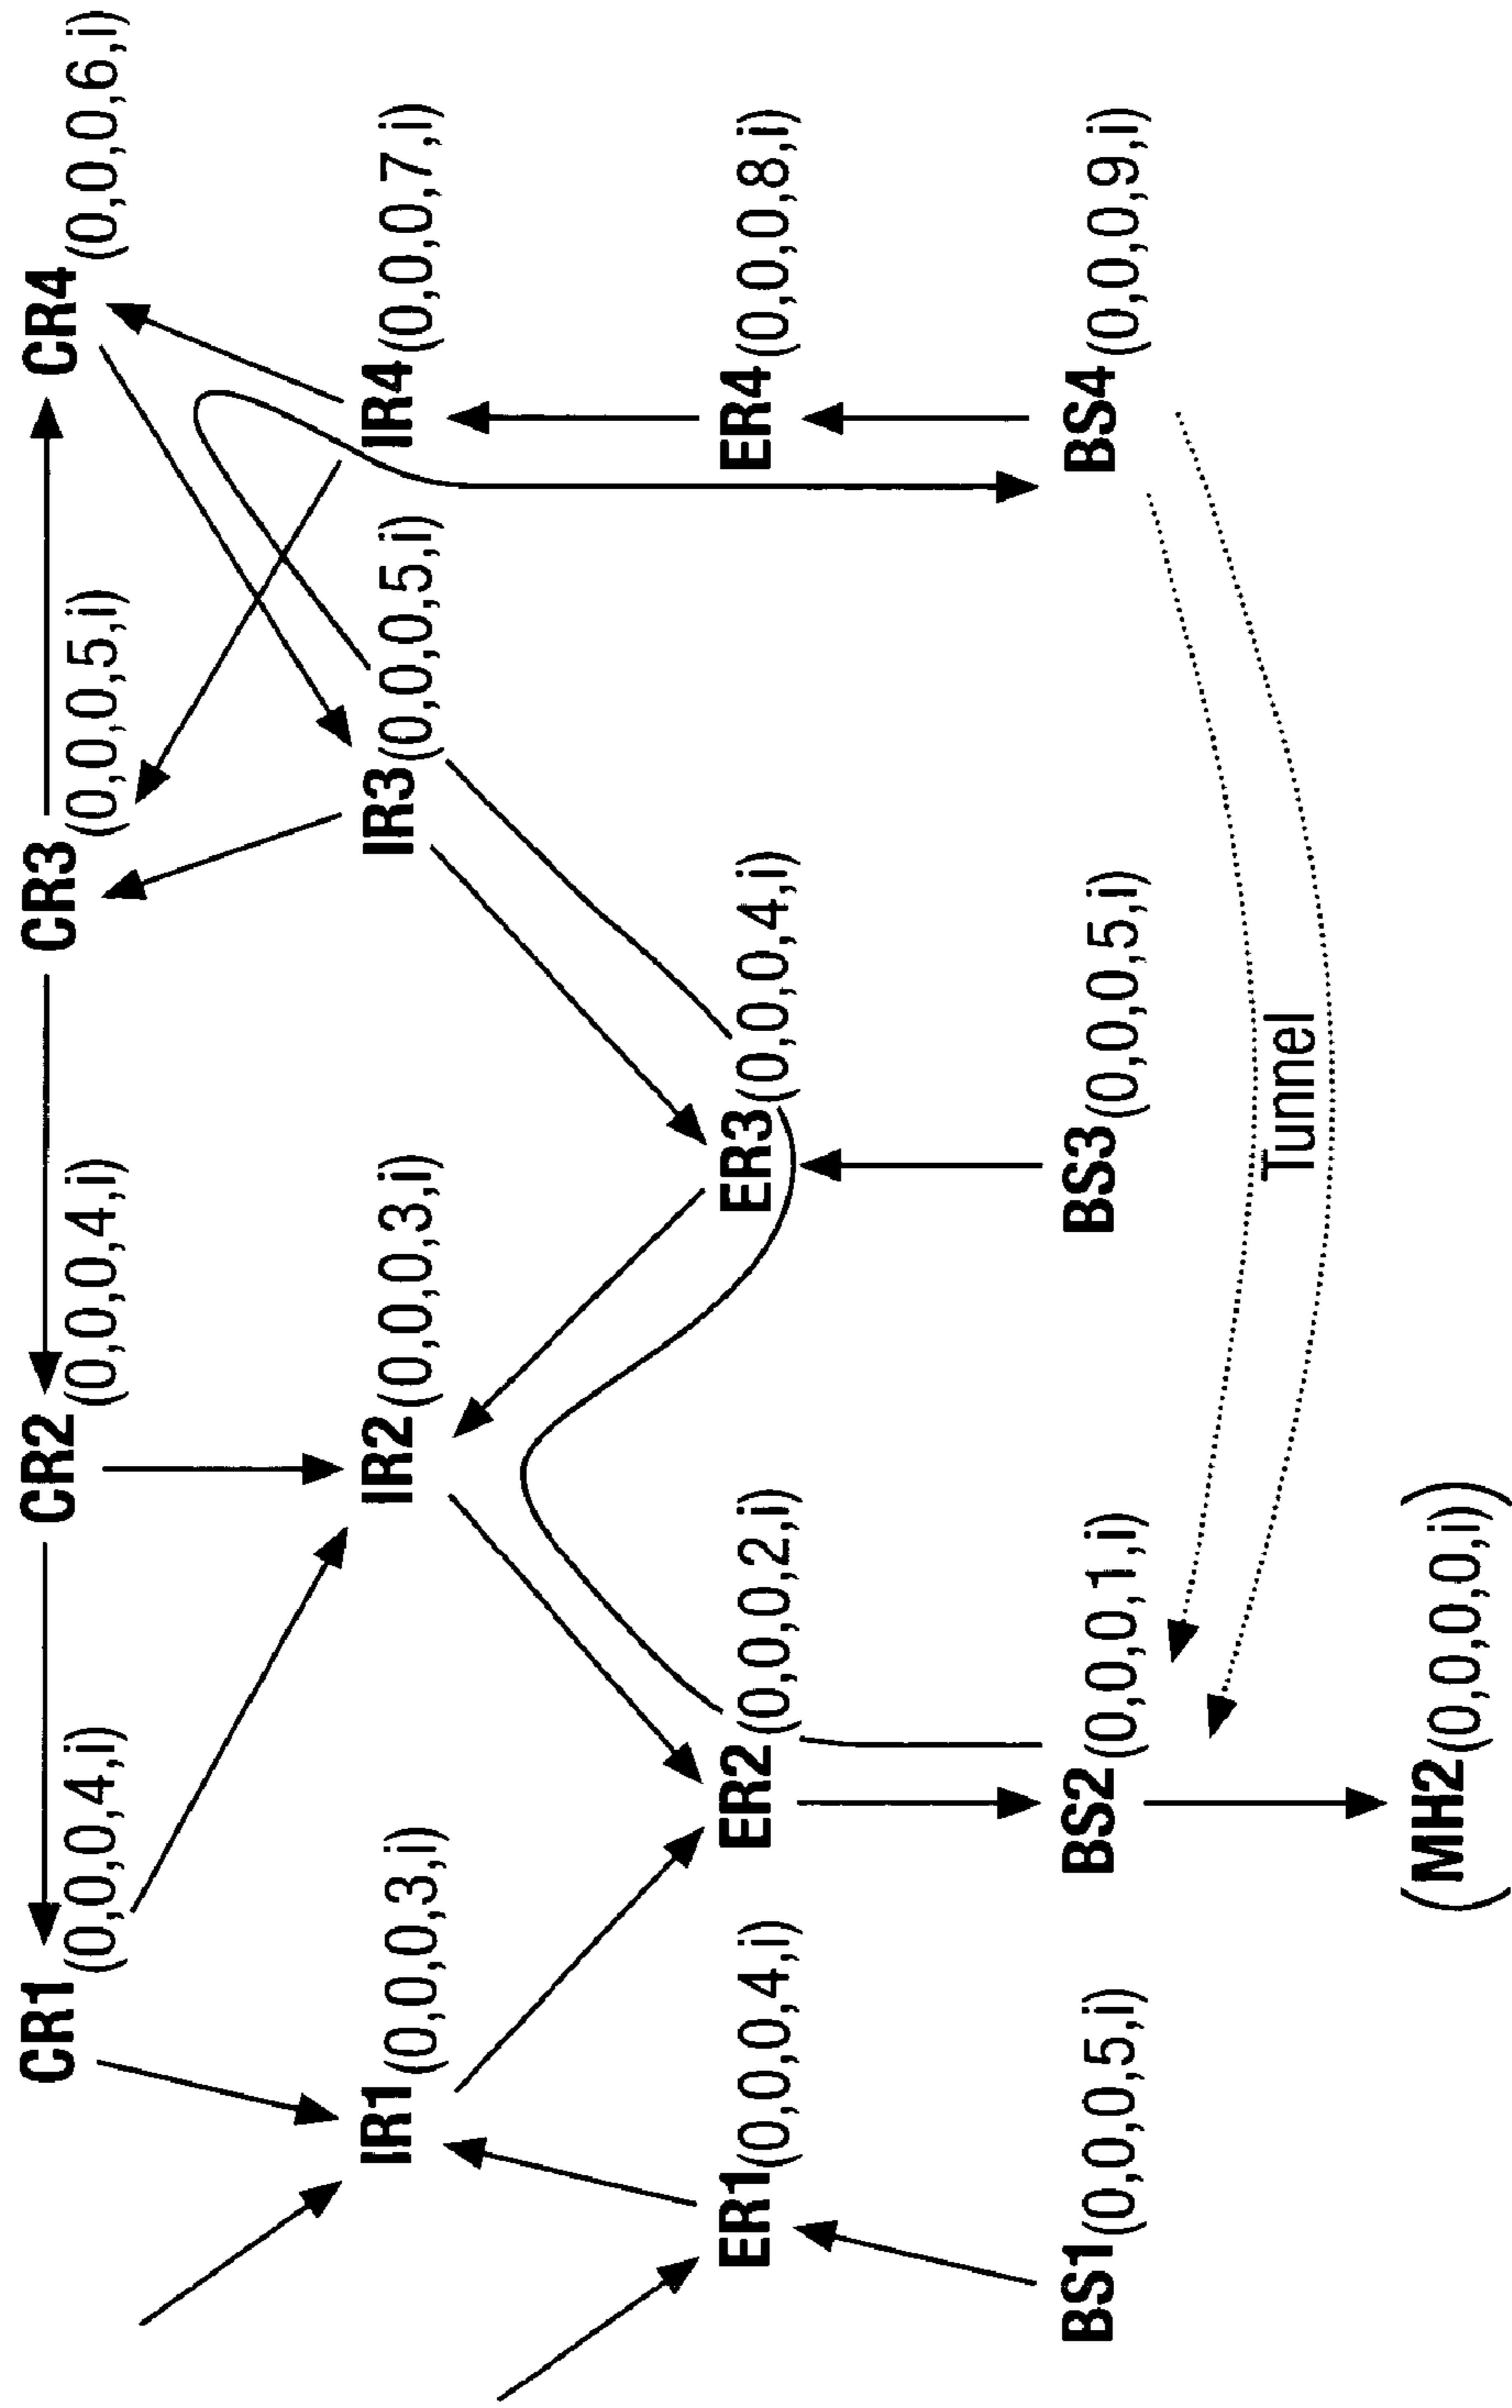 CR1(0,0,0,4,i)
CR2(0,0,0,4,i)
CR3(0,0,0,5,i)
CR4(0,0,0,6,i)
IR1(0,0,0,3,i)
IR2(0,0,0,3,i)
IR3(0,0,0,5,i)
IR4(0,0,0,7,i)
ER1(0,0,0,4,i)
ER2(0,0,0,2,i)
ER3(0,0,0,4,i)
ER4(0,0,0,8,i)
BS1(0,0,0,5,i)
BS2(0,0,0,1,i)
BS3(0,0,0,5,i)
BS4(0,0,0,9,i)
Tunnel
(MH2(0,0,0,0,i))